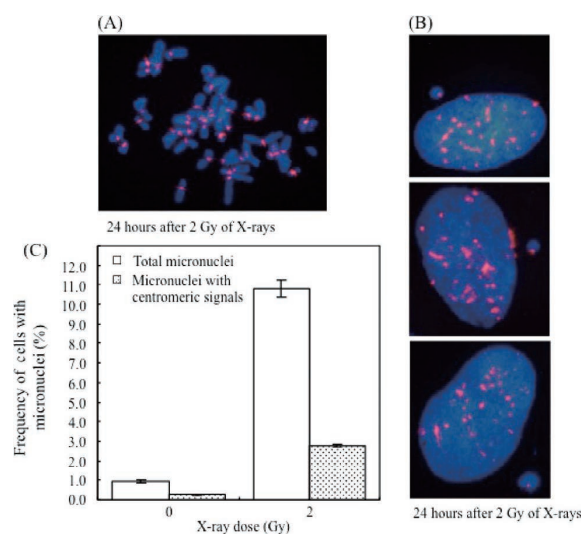 (A)
(B)
24 hours after 2 Gy of X-rays
(C)
Total micronuclei
Micronuclei with
centromeric signals
Frequency of cells with
micronuclei (%)
11.0
10.0
9.0
8.0
7.0
6.0
5.0
4.0
3.0
2.0
1.0
0.0
0
2
X-ray dose (Gy)
24 hours after 2 Gy of X-rays